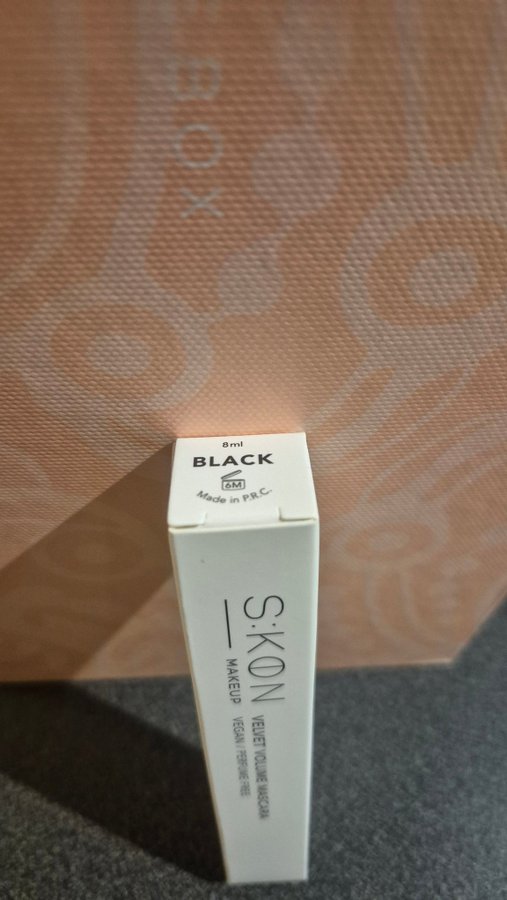 BOX
8ml
BLACK
6M
Made in P.R.C.
S:KIN
MAKEUP
VELVET VOLUME MASCARA
VEGAN / PERFUME FREE